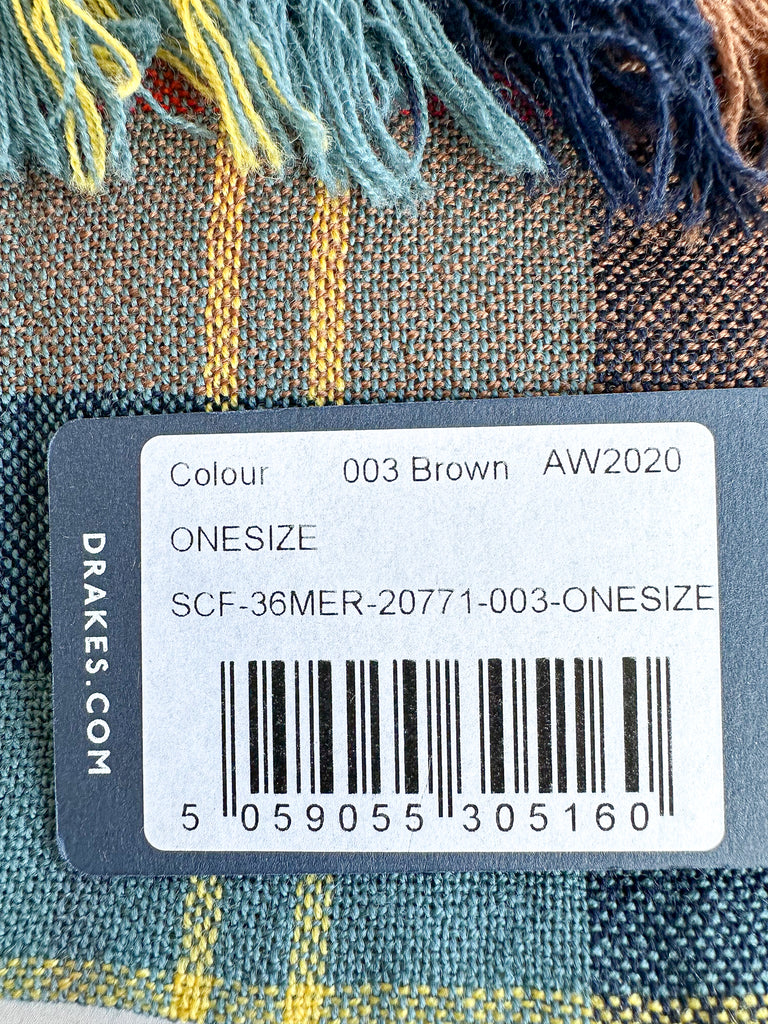 Colour 003 Brown AW2020
ONESIZE
SCF-36MER-20771-003-ONESIZE
DRAKES.COM
5 059055 305160